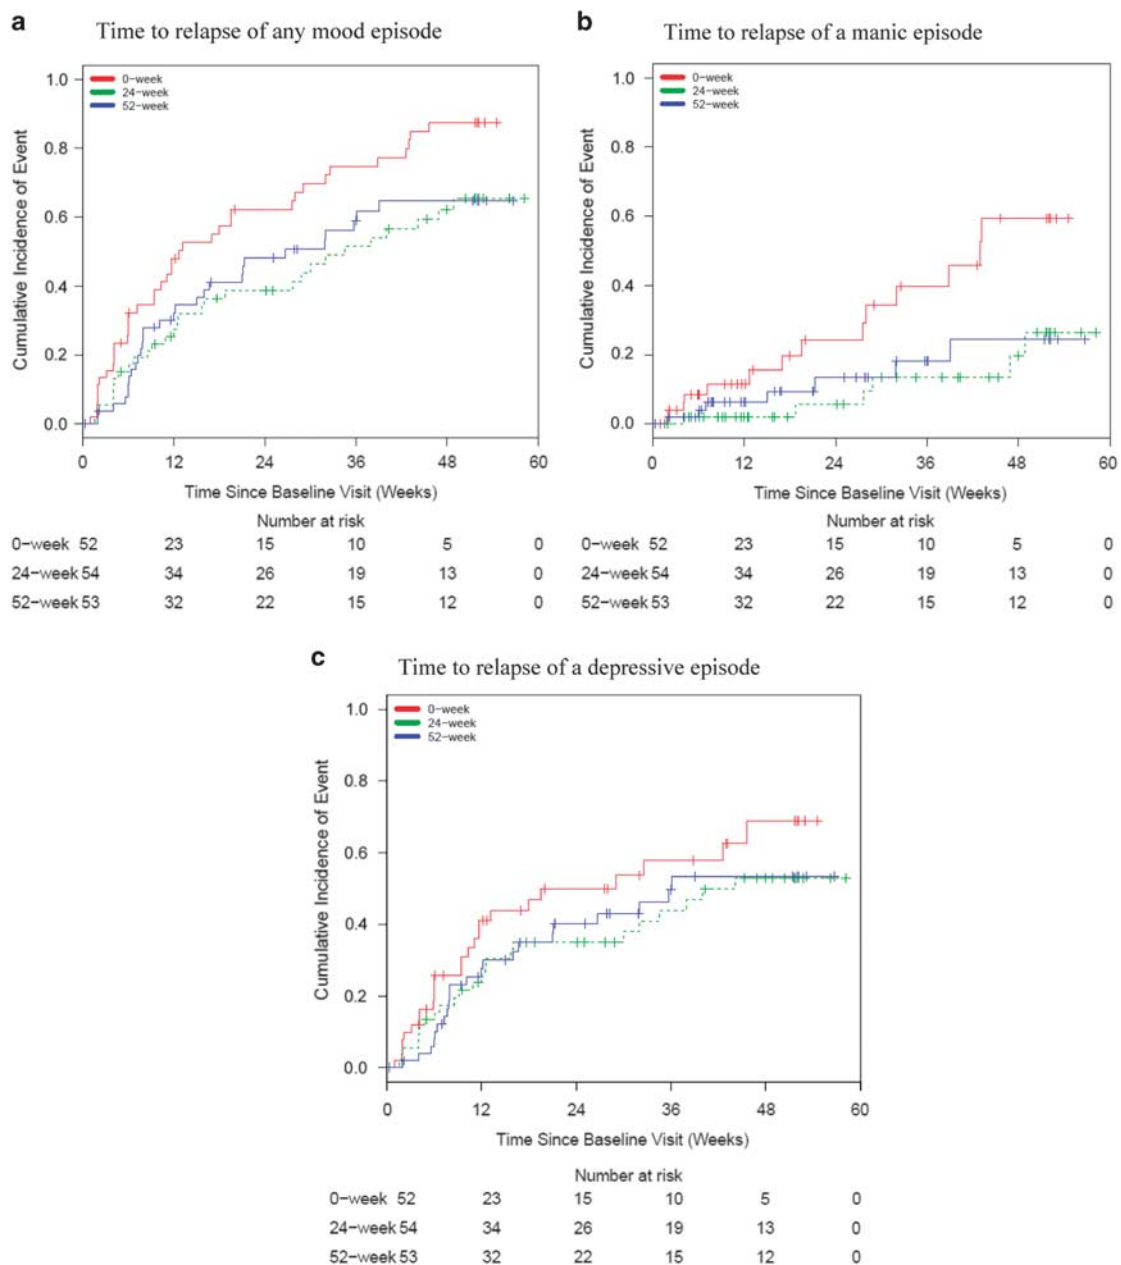 a
Time to relapse of any mood episode
1.0
0.8
0.6
0.4
0.2
0.0
Cumulative Incidence of Event
0−week
24−week
52−week
0 12 24 36 48 60
Time Since Baseline Visit (Weeks)
Number at risk
0−week 52 23 15 10 5 0
24−week 54 34 26 19 13 0
52−week 53 32 22 15 12 0
b
Time to relapse of a manic episode
1.0
0.8
0.6
0.4
0.2
0.0
Cumulative Incidence of Event
0−week
24−week
52−week
0 12 24 36 48 60
Time Since Baseline Visit (Weeks)
Number at risk
0−week 52 23 15 10 5 0
24−week 54 34 26 19 13 0
52−week 53 32 22 15 12 0
c
Time to relapse of a depressive episode
1.0
0.8
0.6
0.4
0.2
0.0
Cumulative Incidence of Event
0−week
24−week
52−week
0 12 24 36 48 60
Time Since Baseline Visit (Weeks)
Number at risk
0−week 52 23 15 10 5 0
24−week 54 34 26 19 13 0
52−week 53 32 22 15 12 0